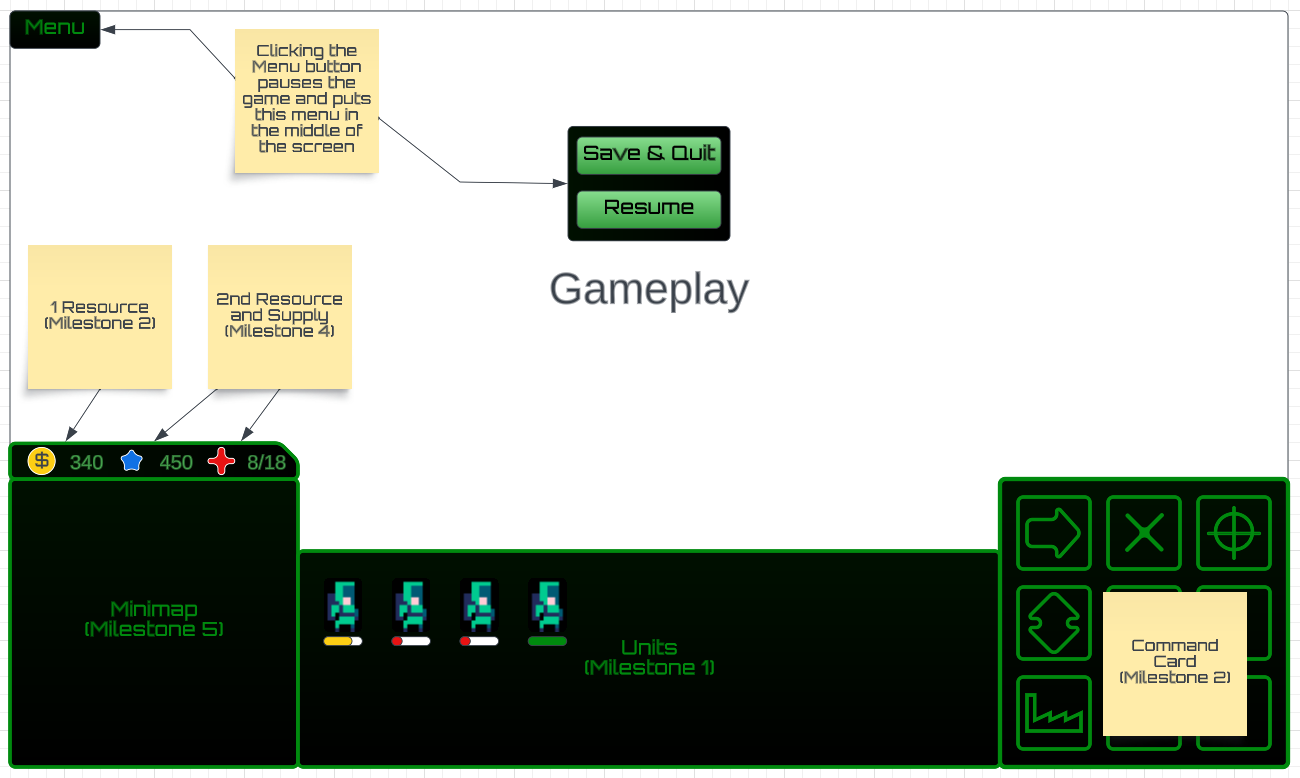 Menu
Clicking the
Menu button
pauses the
game and puts
this menu in
the middle of
the screen
Save & Quit
Resume
Gameplay
1 Resource
(Milestone 2)
2nd Resource
and Supply
(Milestone 4)
$ 340 450 8/18
Minimap
(Milestone 5)
Units
(Milestone 1)
Command
Card
(Milestone 2)